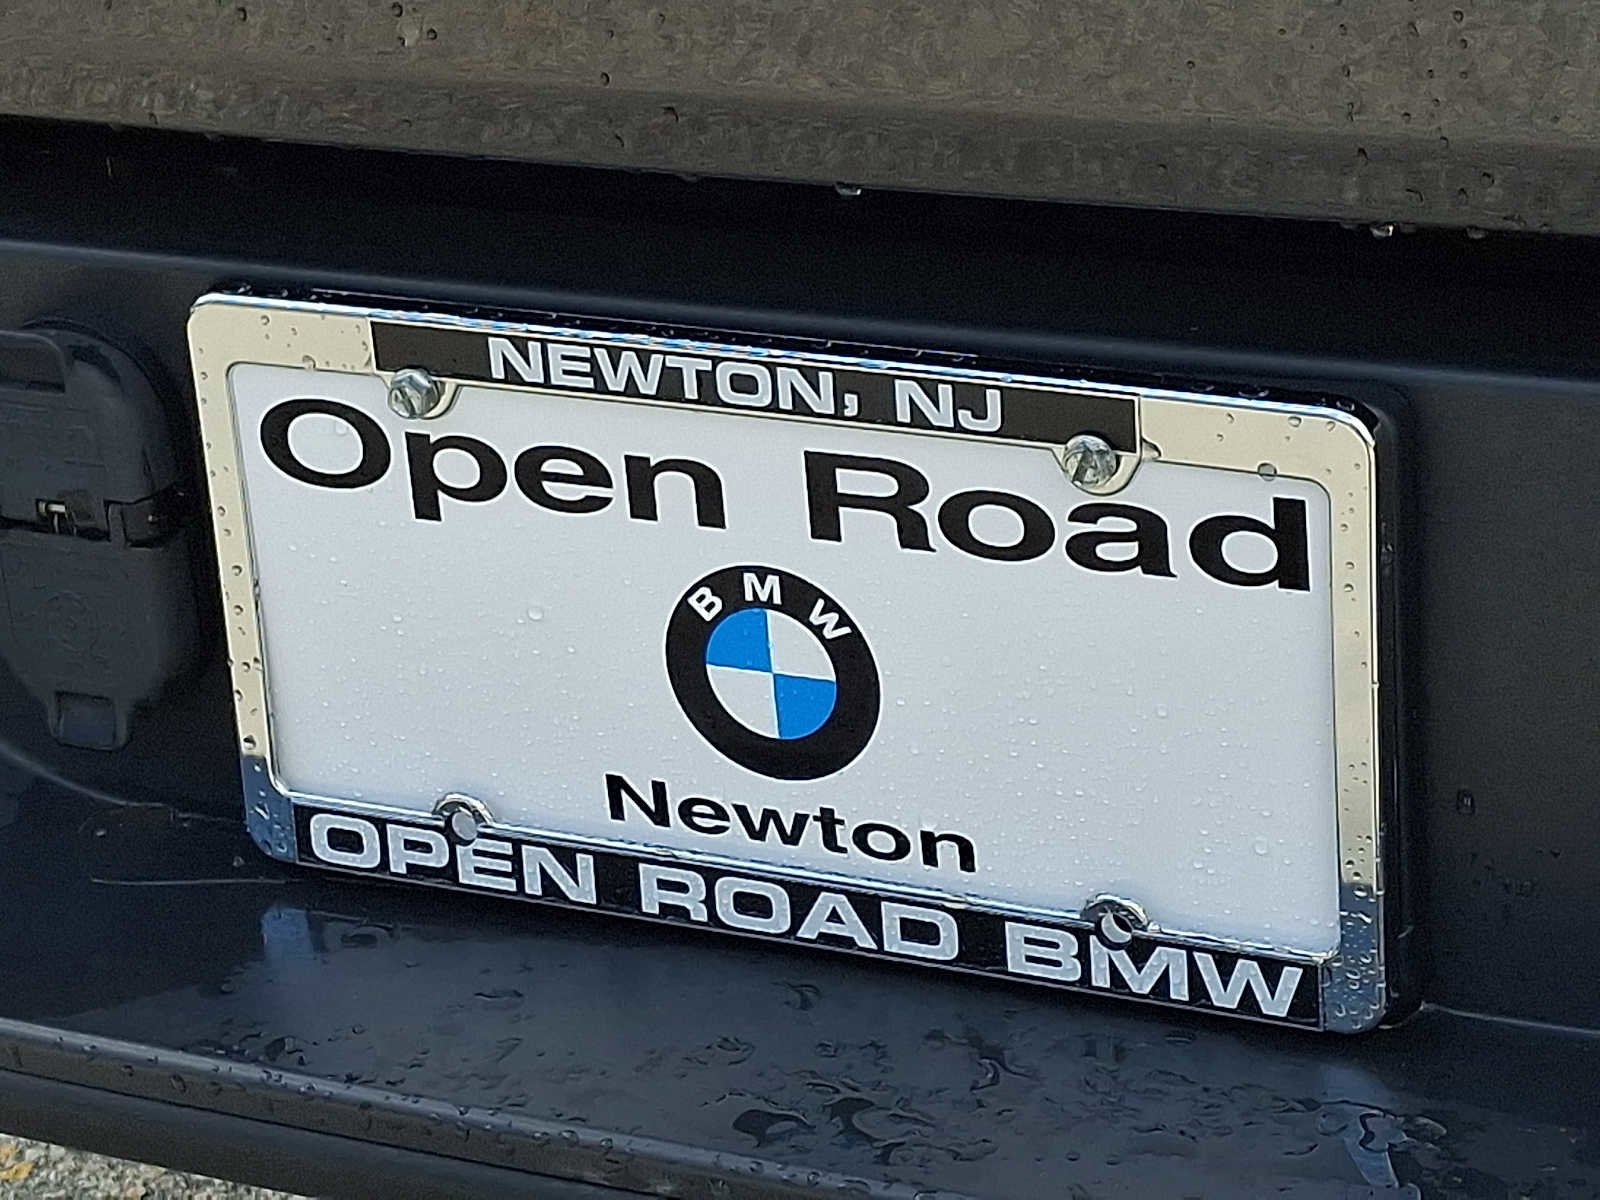 NEWTON, NJ
Open Road
BMW
Newton
OPEN ROAD BMW